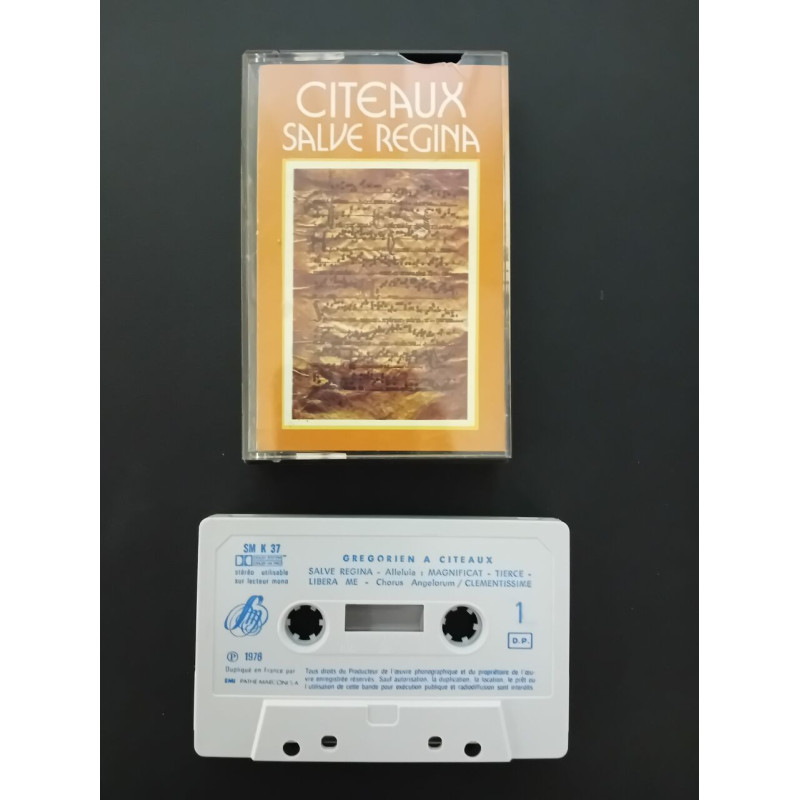 CITEAUX
SALVE REGINA
SM K 37
stéréo utilisable
sur lecteur mono
GREGORIEN A CITEAUX
SALVE REGINA - Alleluia : MAGNIFICAT - TIERCE -
LIBERA ME - Chorus Angelorum / CLEMENTISSIME
1
D.P.
sm
℗ 1976
Dupliqué en France par
EMI PATHE MARCONI S A
Tous droits du Producteur de l'œuvre phonographique et du propriétaire de l'œu-
vre enregistrée réservés. Sauf autorisation, la duplication, la location, le prêt ou
l'utilisation de cette bande pour exécution publique et radiodiffusion sont interdits